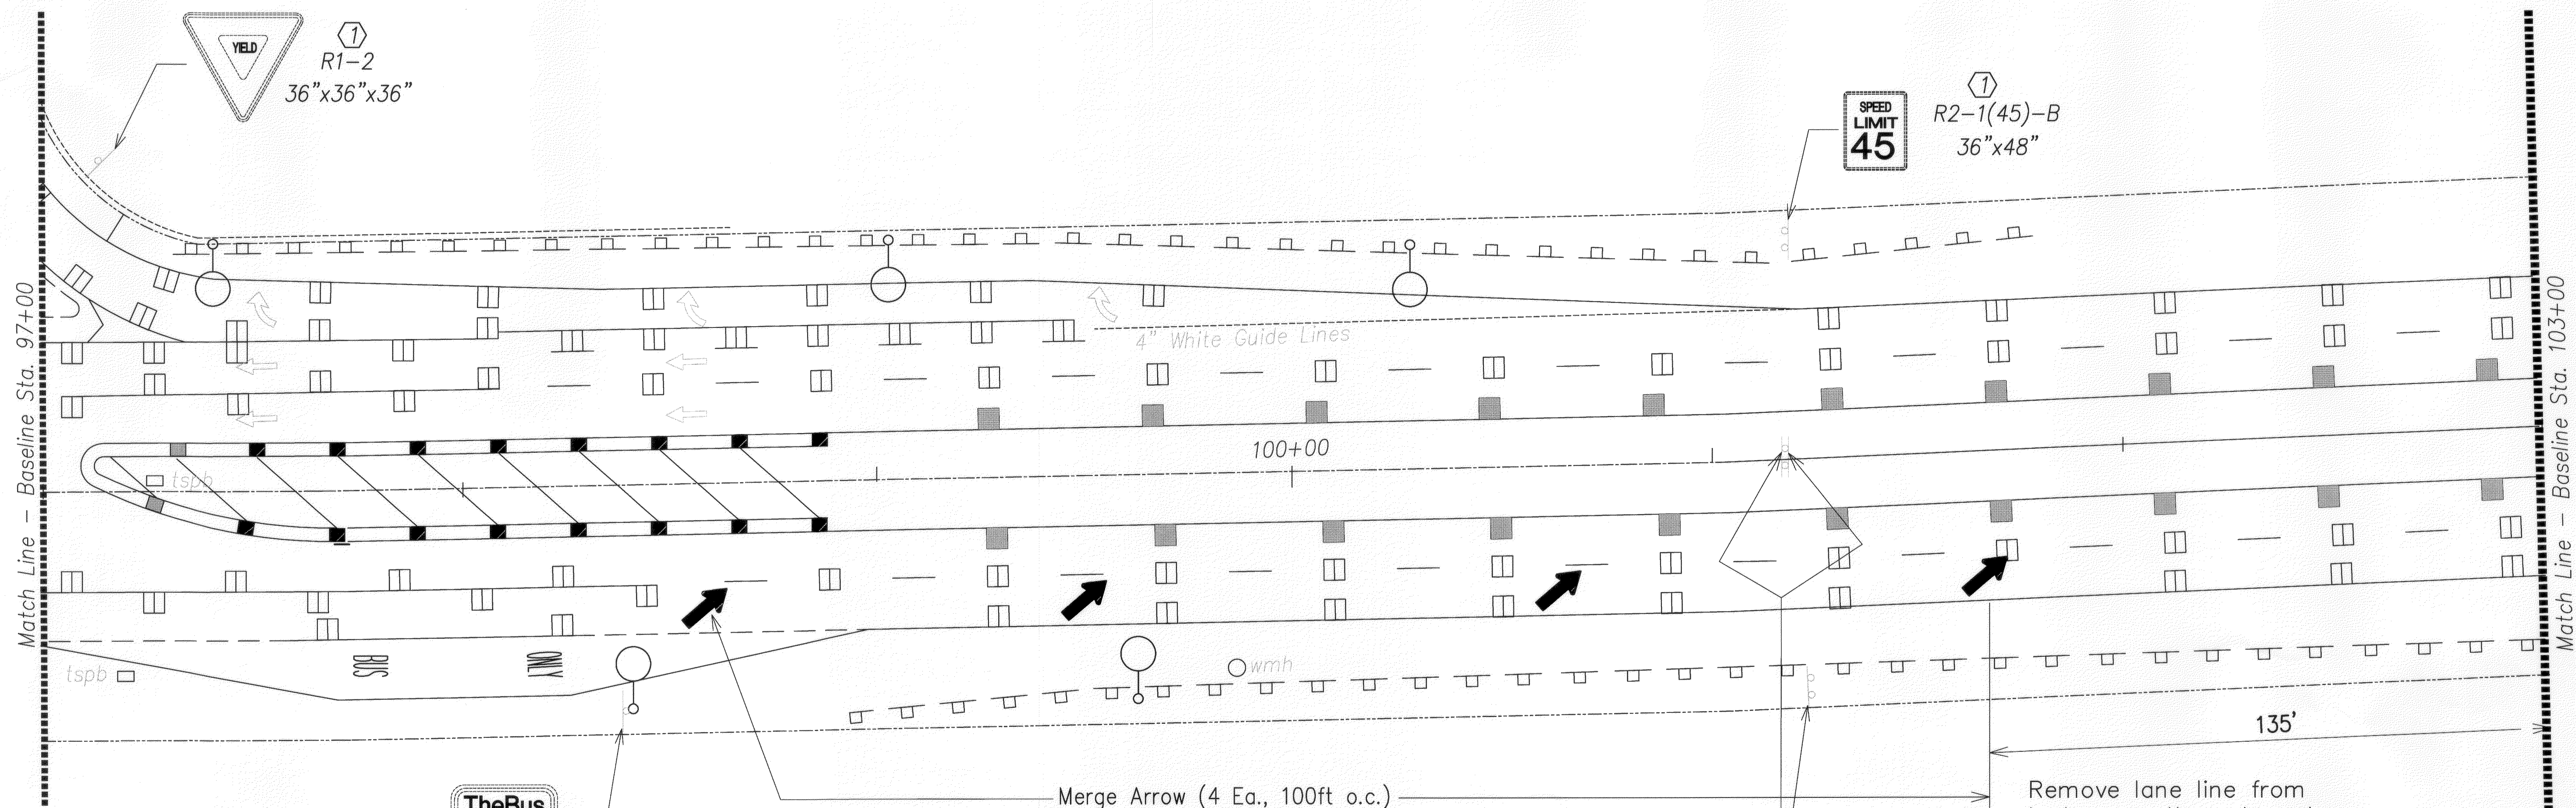 YIELD
1
R1-2
36"x36"x36"
SPEED
LIMIT
45
1
R2-1(45)-B
36"x48"
Match Line - Baseline Sta. 97+00
Match Line - Baseline Sta. 103+00
4" White Guide Lines
100+00
tspb
tspb
BUS
ONLY
wmh
135'
TheBus
Merge Arrow (4 Ea., 100ft o.c.)
Remove lane line from